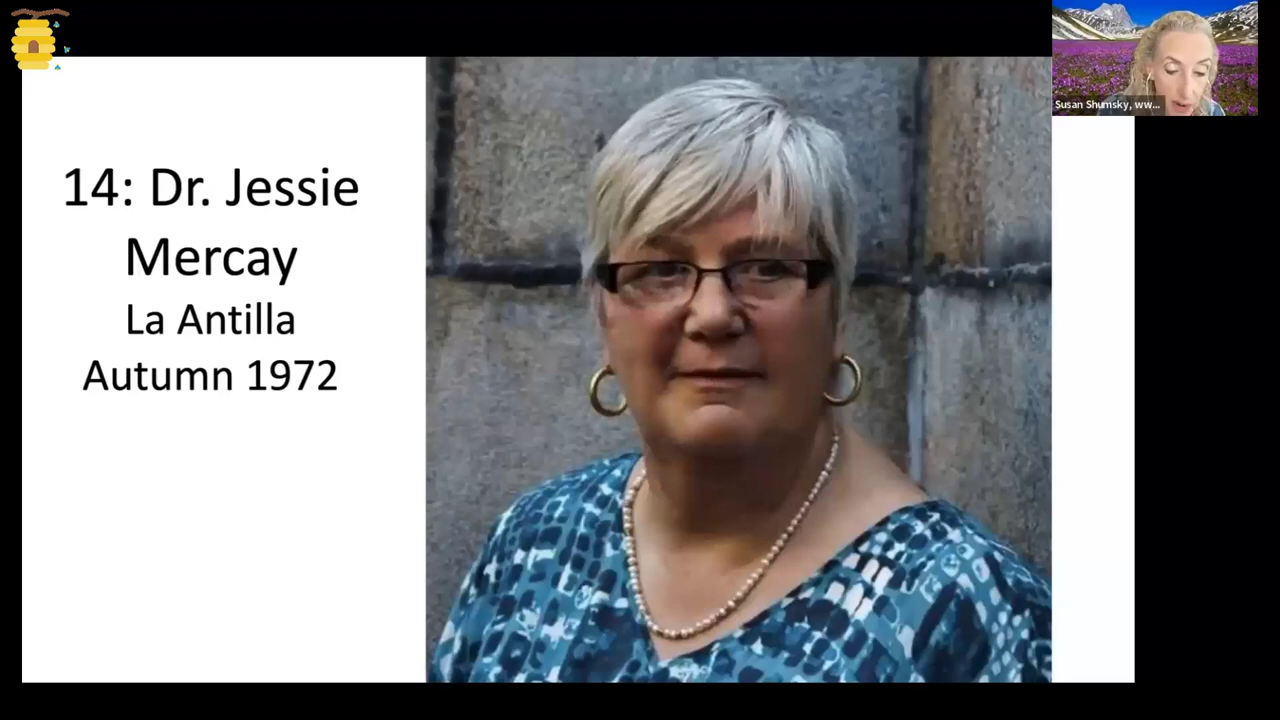 14: Dr. Jessie
Mercay
La Antilla
Autumn 1972
Susan Shumsky, ww...